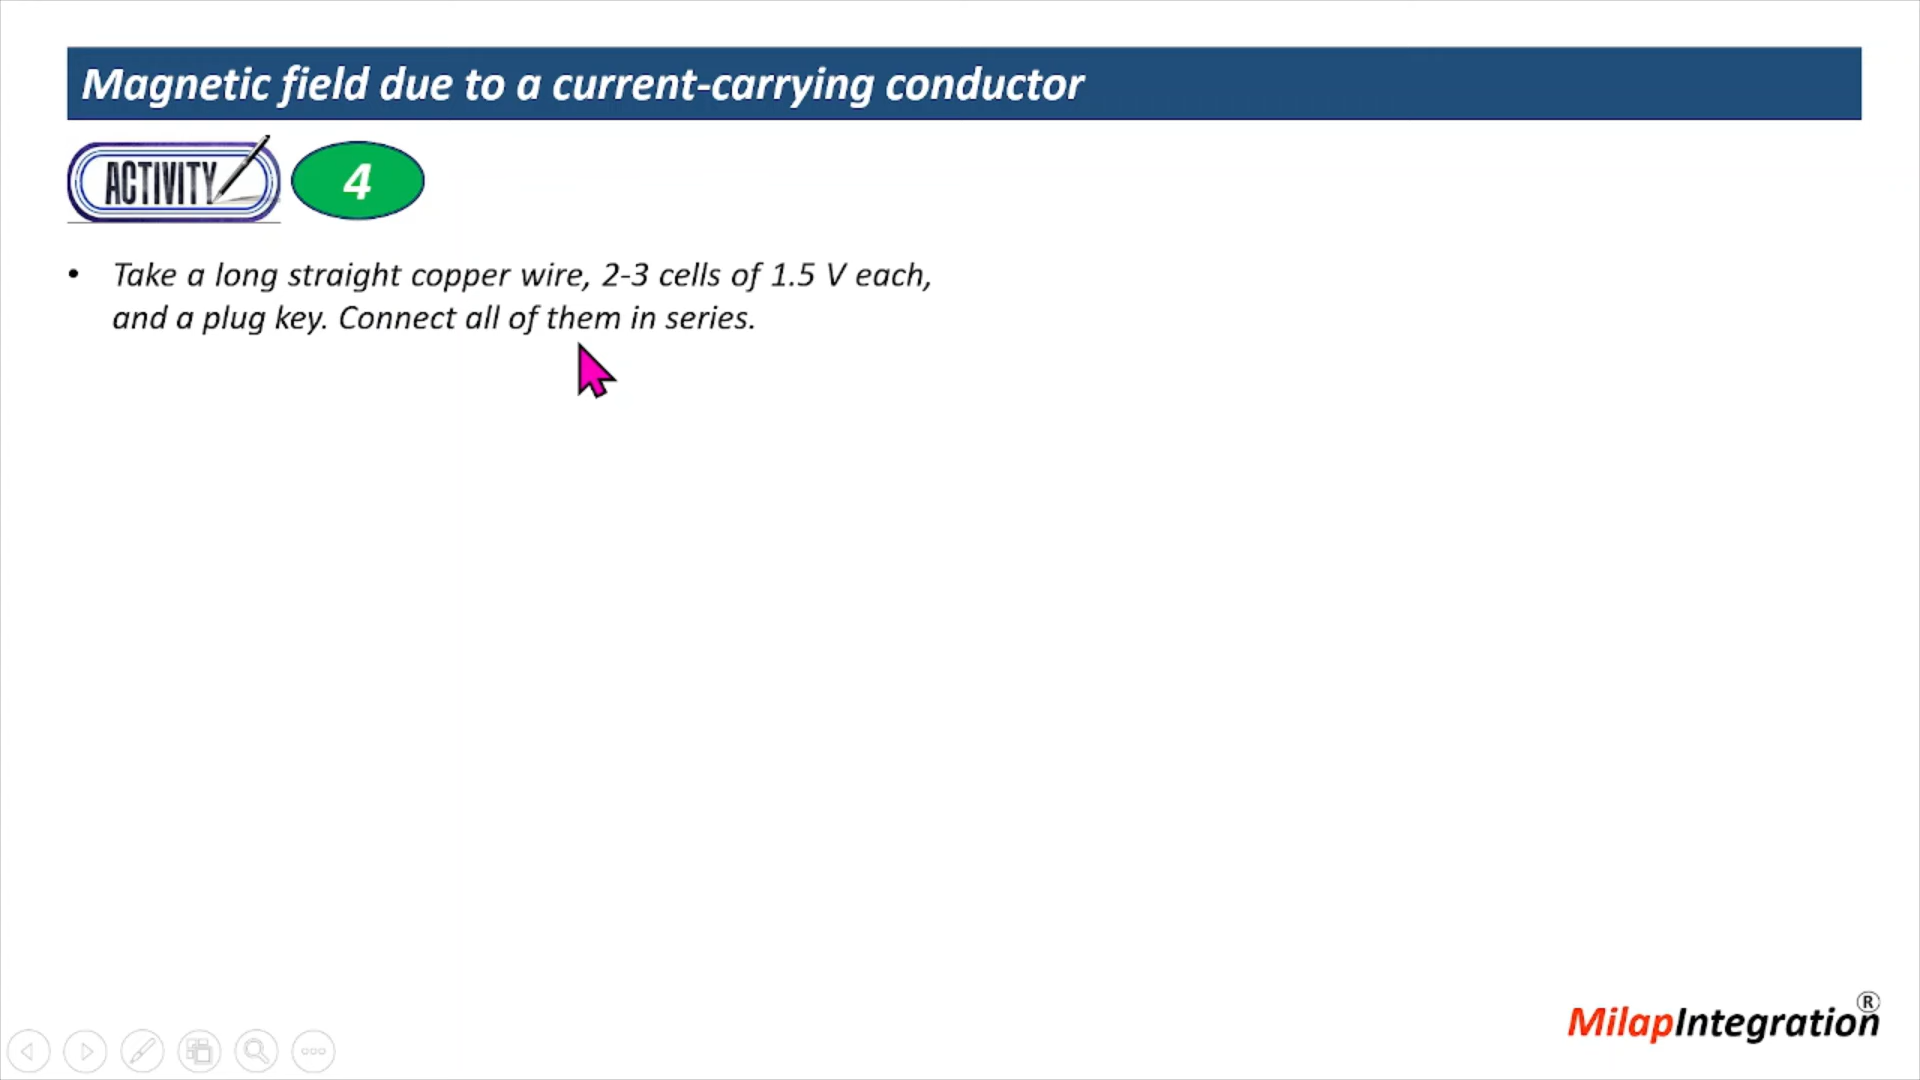 Magnetic field due to a current-carrying conductor
ACTIVITY 4
• Take a long straight copper wire, 2-3 cells of 1.5 V each,
and a plug key. Connect all of them in series.
MilapIntegration®